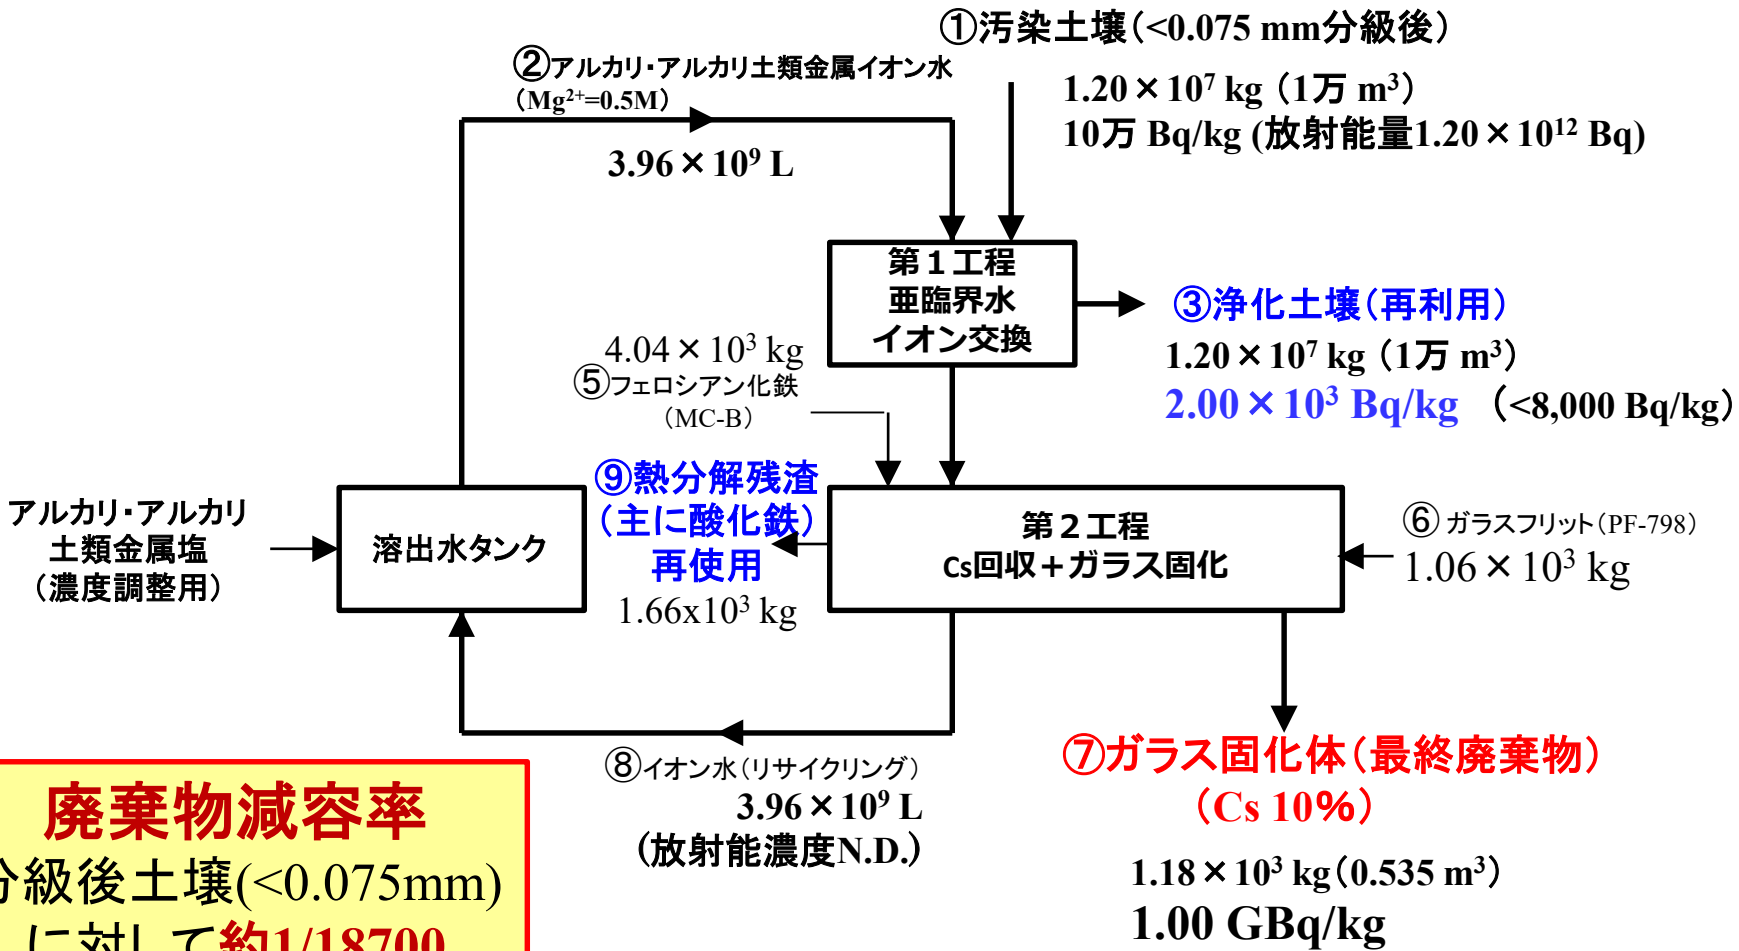 ①汚染土壌(<0.075 mm分級後)
1.20×10⁷ kg (1万 m³)
10万 Bq/kg (放射能量1.20×10¹² Bq)
②アルカリ・アルカリ土類金属イオン水
(Mg²⁺=0.5M)
3.96×10⁹ L
第1工程
亜臨界水
イオン交換
③浄化土壌(再利用)
1.20×10⁷ kg (1万 m³)
2.00×10³ Bq/kg (<8,000 Bq/kg)
4.04×10³ kg
⑤フェロシアン化鉄
(MC-B)
⑨熱分解残渣
(主に酸化鉄)
再使用
1.66x10³ kg
アルカリ・アルカリ
土類金属塩
(濃度調整用)
溶出水タンク
第2工程
Cs回収+ガラス固化
⑥ガラスフリット(PF-798)
1.06×10³ kg
⑧イオン水(リサイクリング)
3.96×10⁹ L
(放射能濃度N.D.)
⑦ガラス固化体(最終廃棄物)
(Cs 10%)
1.18×10³ kg(0.535 m³)
1.00 GBq/kg
廃棄物減容率
分級後土壌(<0.075mm)
に対して約1/18700